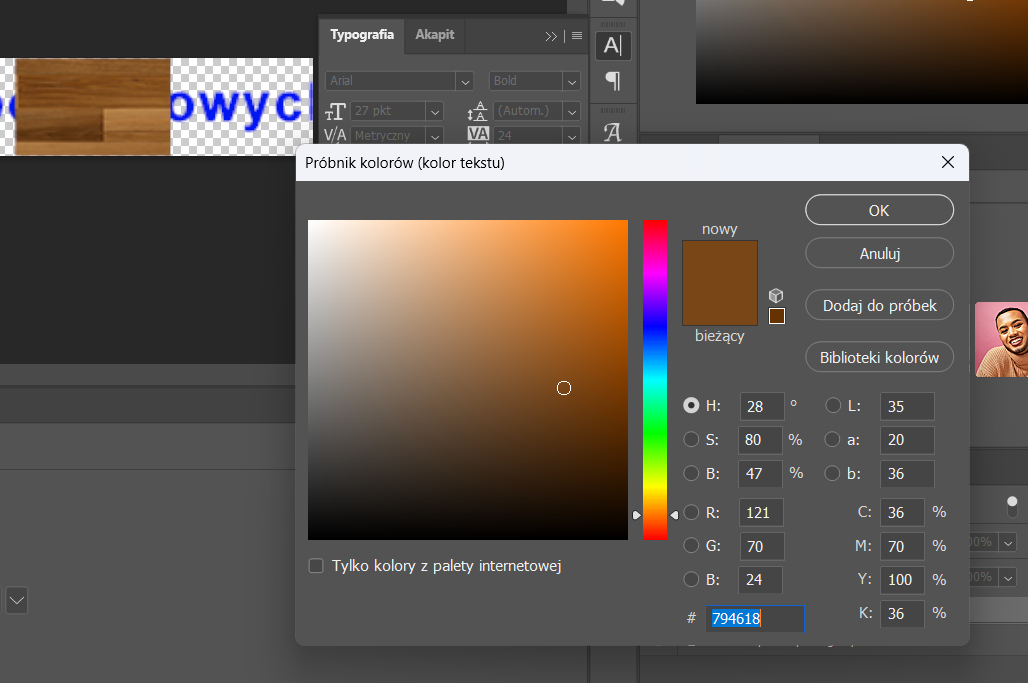 Typografia
Akapit
Arial
Bold
27 pkt
(Autom.)
Metryczny
24
owych
Próbnik kolorów (kolor tekstu)
OK
nowy
Anuluj
bieżący
Dodaj do próbek
Biblioteki kolorów
H: 28 °
L: 35
S: 80 %
a: 20
B: 47 %
b: 36
R: 121
C: 36 %
G: 70
M: 70 %
B: 24
Y: 100 %
# 794618
K: 36 %
Tylko kolory z palety internetowej